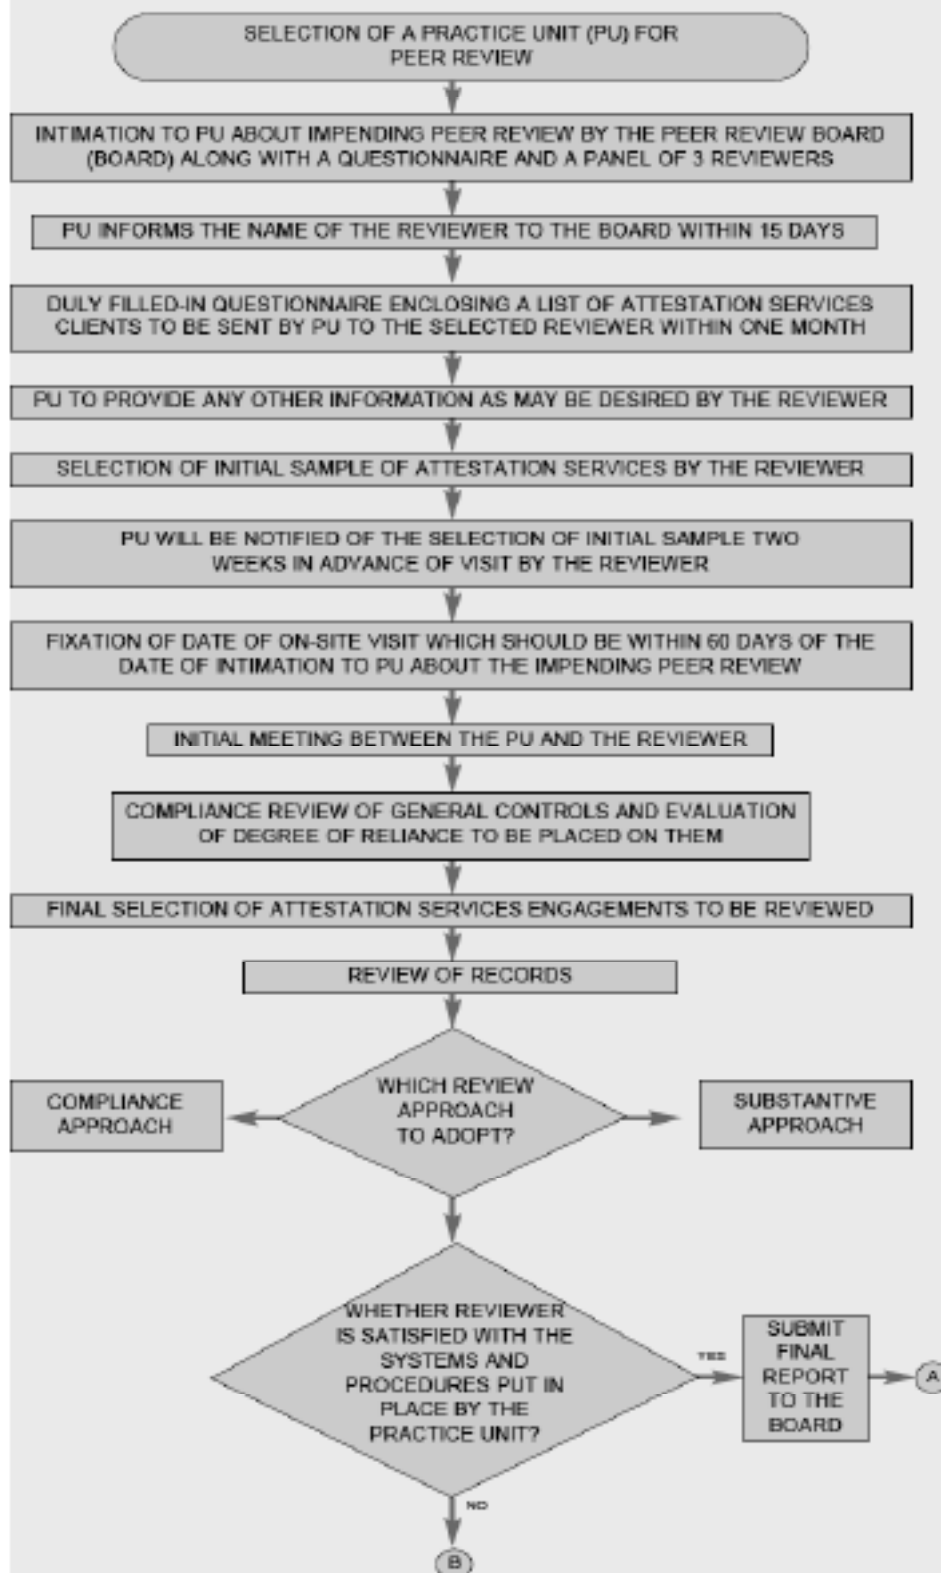 SELECTION OF A PRACTICE UNIT (PU) FOR
PEER REVIEW
INTIMATION TO PU ABOUT IMPENDING PEER REVIEW BY THE PEER REVIEW BOARD
(BOARD) ALONG WITH A QUESTIONNAIRE AND A PANEL OF 3 REVIEWERS
PU INFORMS THE NAME OF THE REVIEWER TO THE BOARD WITHIN 15 DAYS
DULY FILLED-IN QUESTIONNAIRE ENCLOSING A LIST OF ATTESTATION SERVICES
CLIENTS TO BE SENT BY PU TO THE SELECTED REVIEWER WITHIN ONE MONTH
PU TO PROVIDE ANY OTHER INFORMATION AS MAY BE DESIRED BY THE REVIEWER
SELECTION OF INITIAL SAMPLE OF ATTESTATION SERVICES BY THE REVIEWER
PU WILL BE NOTIFIED OF THE SELECTION OF INITIAL SAMPLE TWO
WEEKS IN ADVANCE OF VISIT BY THE REVIEWER
FIXATION OF DATE OF ON-SITE VISIT WHICH SHOULD BE WITHIN 60 DAYS OF THE
DATE OF INTIMATION TO PU ABOUT THE IMPENDING PEER REVIEW
INITIAL MEETING BETWEEN THE PU AND THE REVIEWER
COMPLIANCE REVIEW OF GENERAL CONTROLS AND EVALUATION
OF DEGREE OF RELIANCE TO BE PLACED ON THEM
FINAL SELECTION OF ATTESTATION SERVICES ENGAGEMENTS TO BE REVIEWED
REVIEW OF RECORDS
WHICH REVIEW
APPROACH
TO ADOPT?
COMPLIANCE
APPROACH
SUBSTANTIVE
APPROACH
WHETHER REVIEWER
IS SATISFIED WITH THE
SYSTEMS AND
PROCEDURES PUT IN
PLACE BY THE
PRACTICE UNIT?
YES
SUBMIT
FINAL
REPORT
TO THE
BOARD
A
NO
B